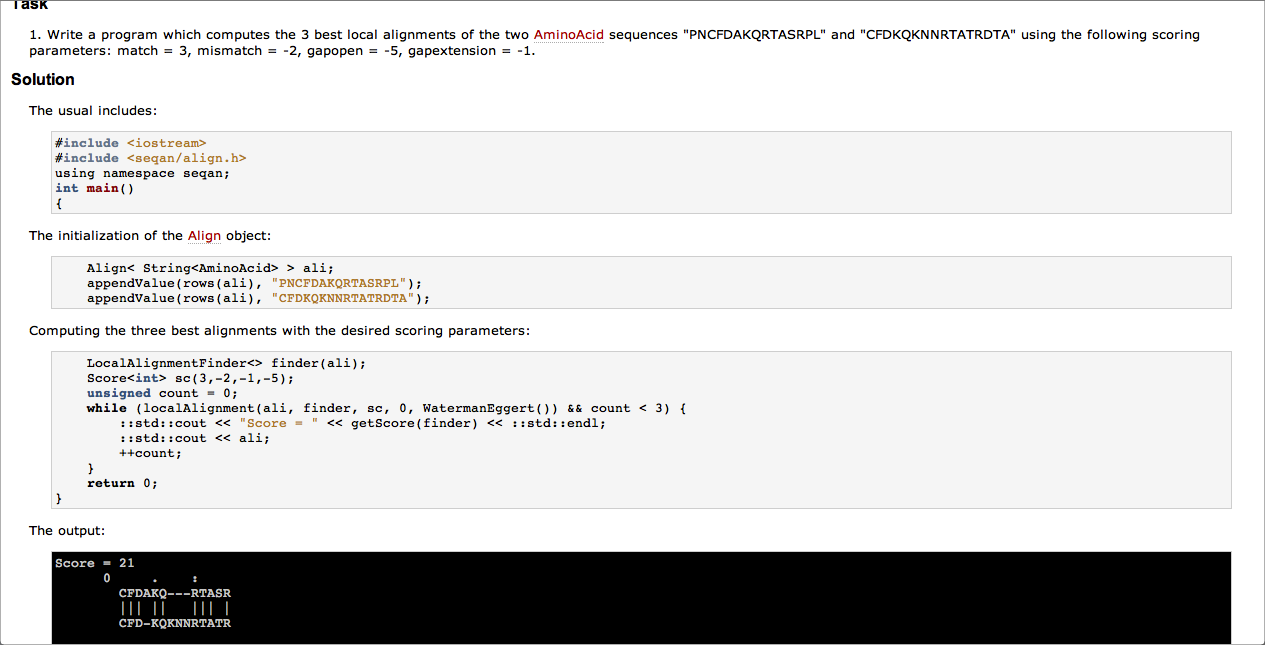 Task
1. Write a program which computes the 3 best local alignments of the two AminoAcid sequences "PNCFDAKQRTASRPL" and "CFDKQKNNRTATRDTA" using the following scoring
parameters: match = 3, mismatch = -2, gapopen = -5, gapextension = -1.
Solution
The usual includes:
#include <iostream>
#include <seqan/align.h>
using namespace seqan;
int main()
{
The initialization of the Align object:
Align< String<AminoAcid> > ali;
appendValue(rows(ali), "PNCFDAKQRTASRPL");
appendValue(rows(ali), "CFDKQKNNRTATRDTA");
Computing the three best alignments with the desired scoring parameters:
LocalAlignmentFinder<> finder(ali);
Score<int> sc(3,-2,-1,-5);
unsigned count = 0;
while (localAlignment(ali, finder, sc, 0, WatermanEggert()) && count < 3) {
::std::cout << "Score = " << getScore(finder) << ::std::endl;
::std::cout << ali;
++count;
}
return 0;
}
The output:
Score = 21
0     .    :
CFDAKQ---RTASR
||| ||   ||| |
CFD-KQKNNRTATR